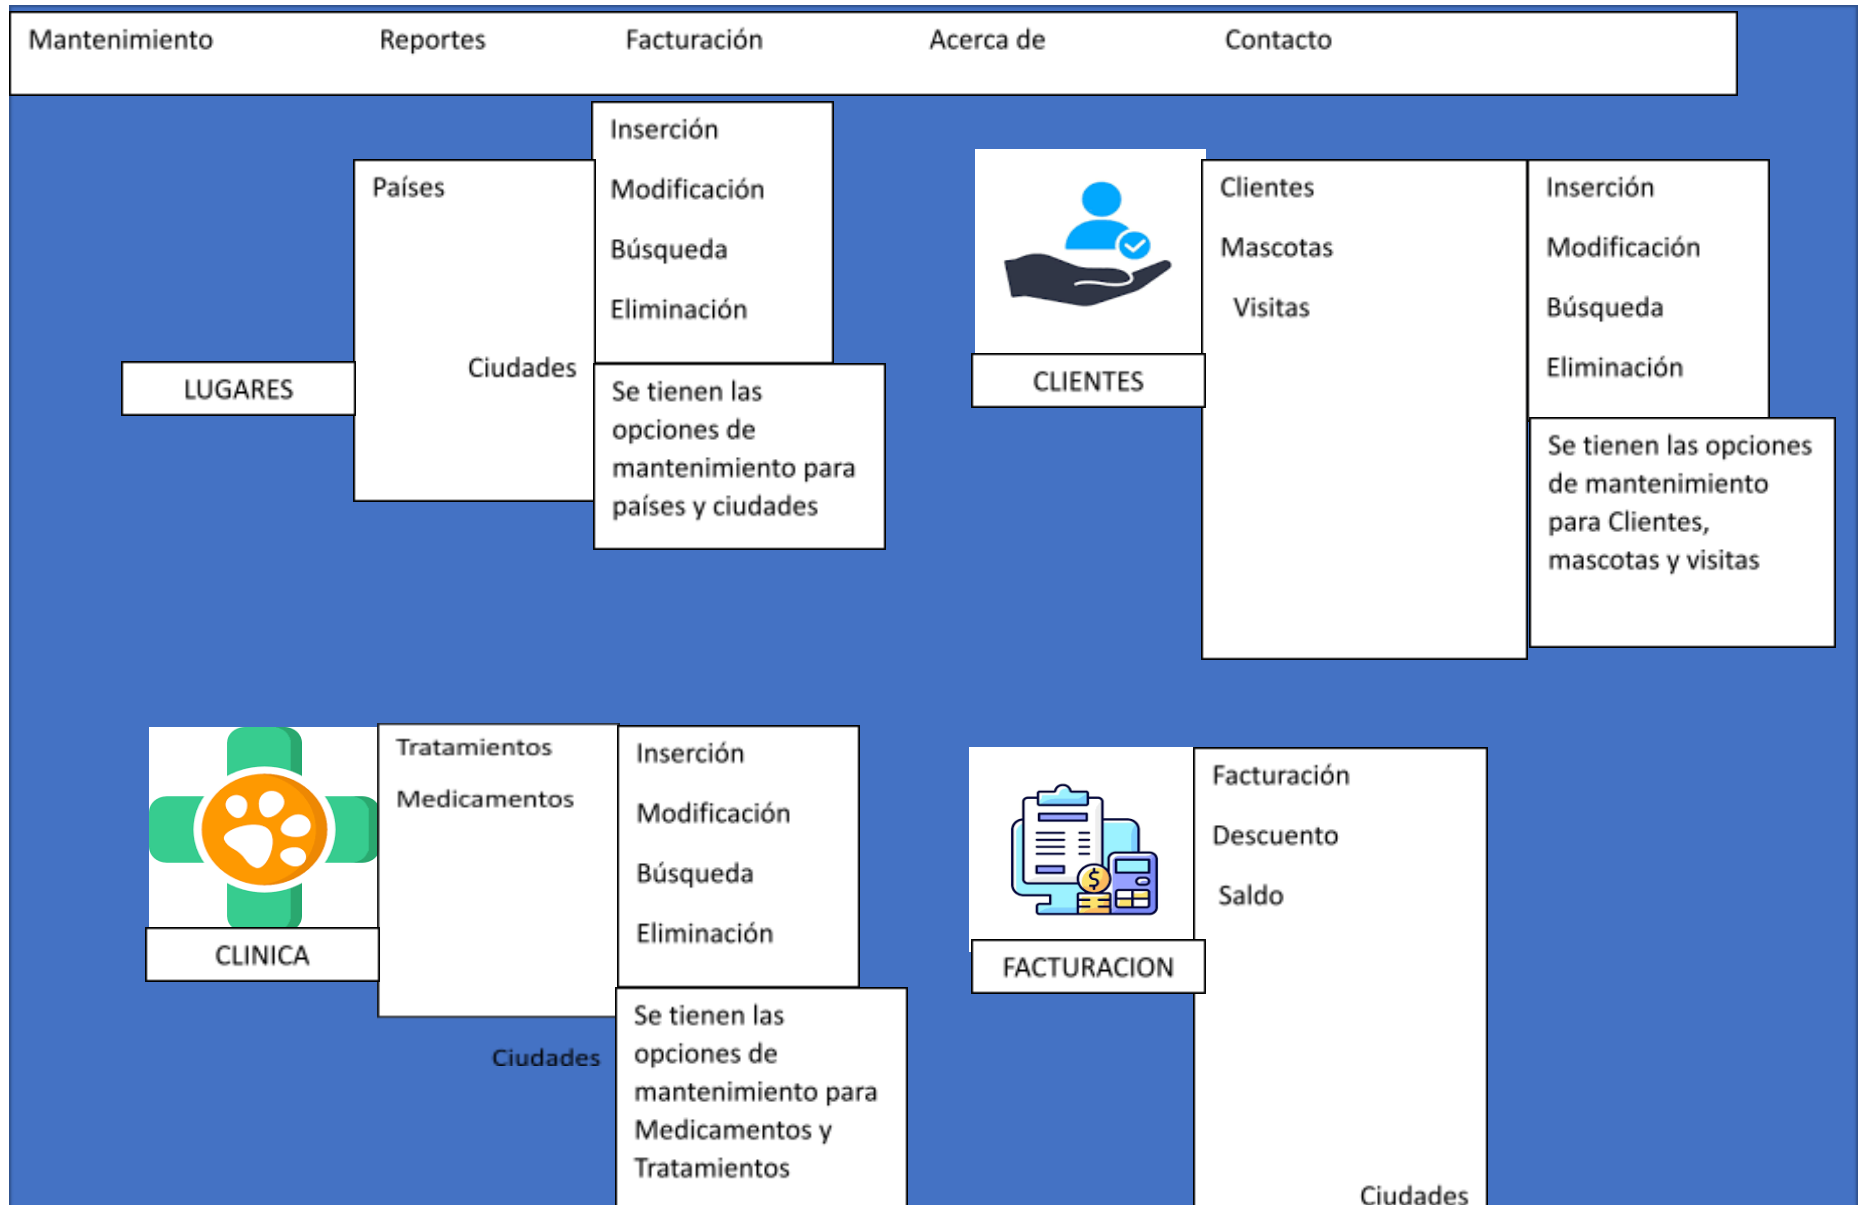 Mantenimiento Reportes Facturación Acerca de Contacto
Inserción
Modificación
Búsqueda
Eliminación
Países
Ciudades
LUGARES
Se tienen las
opciones de
mantenimiento para
países y ciudades
Clientes
Mascotas
Visitas
CLIENTES
Inserción
Modificación
Búsqueda
Eliminación
Se tienen las opciones
de mantenimiento
para Clientes,
mascotas y visitas
Tratamientos
Medicamentos
CLINICA
Ciudades
Inserción
Modificación
Búsqueda
Eliminación
Se tienen las
opciones de
mantenimiento para
Medicamentos y
Tratamientos
Facturación
Descuento
Saldo
$
FACTURACION
Ciudades